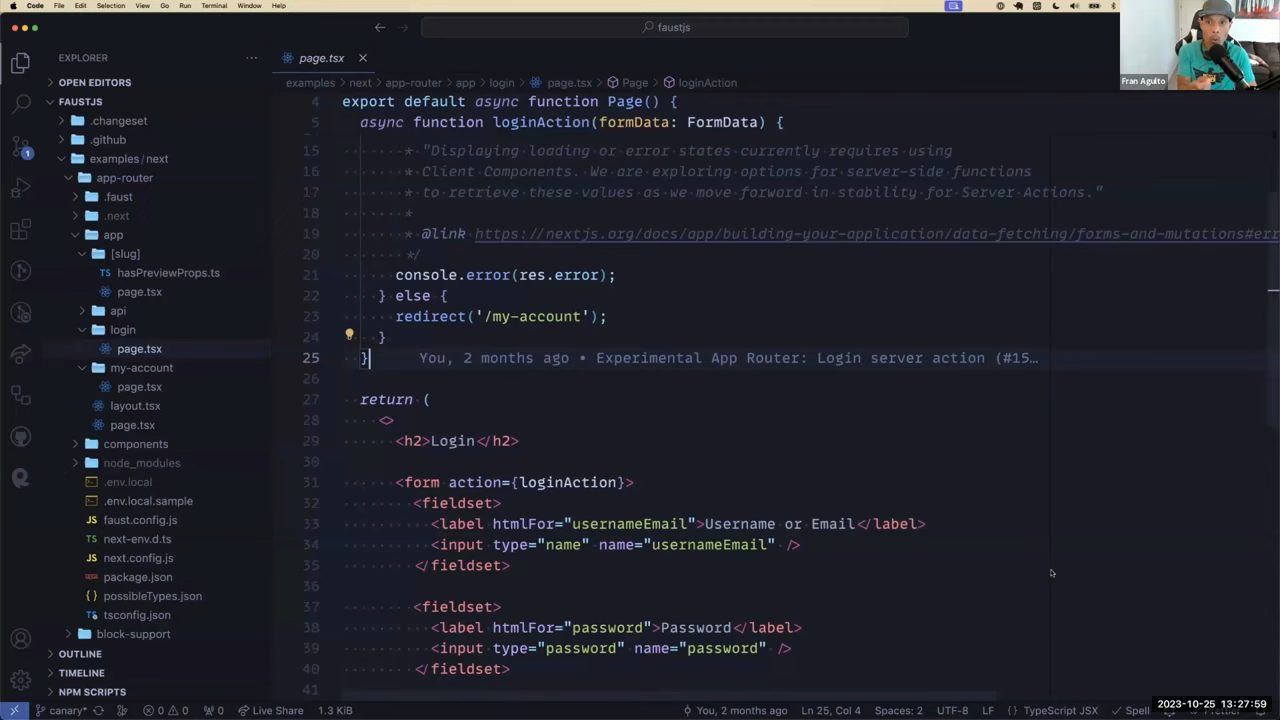 File Edit Selection View Go Run Terminal Window Help
faustjs
EXPLORER
page.tsx
Fran Agulto
OPEN EDITORS
FAUSTJS
.changeset
.github
examples / next
app-router
.faust
.next
app
[slug]
TS hasPreviewProps.ts
page.tsx
api
login
page.tsx
my-account
page.tsx
layout.tsx
page.tsx
components
node_modules
.env.local
.env.local.sample
faust.config.js
next-env.d.ts
next.config.js
package.json
{ } possibleTypes.json
tsconfig.json
block-support
OUTLINE
TIMELINE
NPM SCRIPTS
1
examples next app-router app login page.tsx Page loginAction
4 export default async function Page() {
5 async function loginAction(formData: FormData) {
15 * "Displaying loading or error states currently requires using
16 * Client Components. We are exploring options for server-side functions
17 * to retrieve these values as we move forward in stability for Server Actions."
18 *
19 * @link https://nextjs.org/docs/app/building-your-application/data-fetching/forms-and-mutations#err
20 */
21 console.error(res.error);
22 } else {
23 redirect('/my-account');
24 }
25 } You, 2 months ago • Experimental App Router: Login server action (#15…
26
27 return (
28 <>
29 <h2>Login</h2>
30
31 <form action={loginAction}>
32 <fieldset>
33 <label htmlFor="usernameEmail">Username or Email</label>
34 <input type="name" name="usernameEmail" />
35 </fieldset>
36
37 <fieldset>
38 <label htmlFor="password">Password</label>
39 <input type="password" name="password" />
40 </fieldset>
41
canary* 0 0 0 Live Share 1.3 KiB You, 2 months ago Ln 25, Col 4 Spaces: 2 UTF-8 LF { } TypeScript JSX Spell
2023-10-25 13:27:59